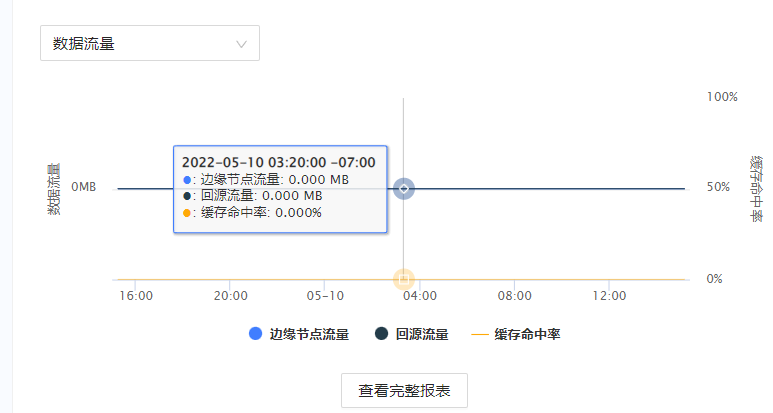 数据流量
100%
2022-05-10 03:20:00 -07:00
: 边缘节点流量: 0.000 MB
: 回源流量: 0.000 MB
: 缓存命中率: 0.000%
数据流量
0MB
50%
缓存命中率
0%
16:00 20:00 05-10 04:00 08:00 12:00
边缘节点流量 回源流量 缓存命中率
查看完整报表